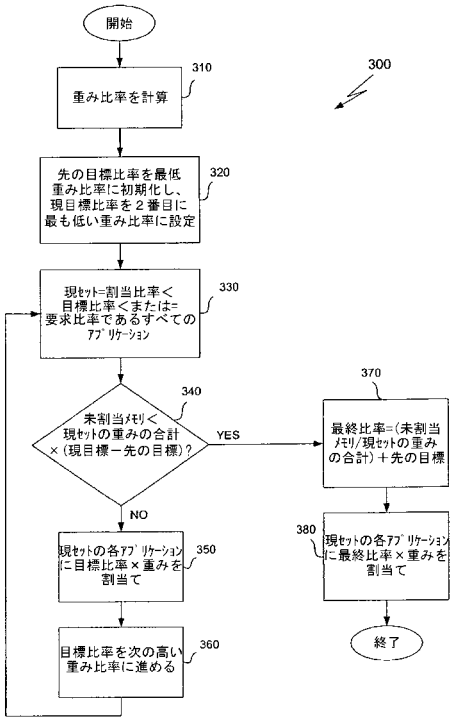 開始
310
重み比率を計算
300
先の目標比率を最低
重み比率に初期化し、
現目標比率を２番目に
最も低い重み比率に設定
320
現ｾｯﾄ=割当比率<
目標比率<または=
要求比率であるすべての
ｱﾌﾟﾘｹｰｼｮﾝ
330
340
未割当ﾒﾓﾘ<
現ｾｯﾄの重みの合計
×(現目標ー先の目標)?
YES
NO
370
最終比率=(未割当
ﾒﾓﾘ/現ｾｯﾄの重み
の合計)+先の目標
現ｾｯﾄの各ｱﾌﾟﾘｹｰｼｮﾝ
に目標比率×重みを
割当て
350
380
現ｾｯﾄの各ｱﾌﾟﾘｹｰｼｮﾝ
に最終比率×重みを
割当て
目標比率を次の高い
重み比率に進める
360
終了